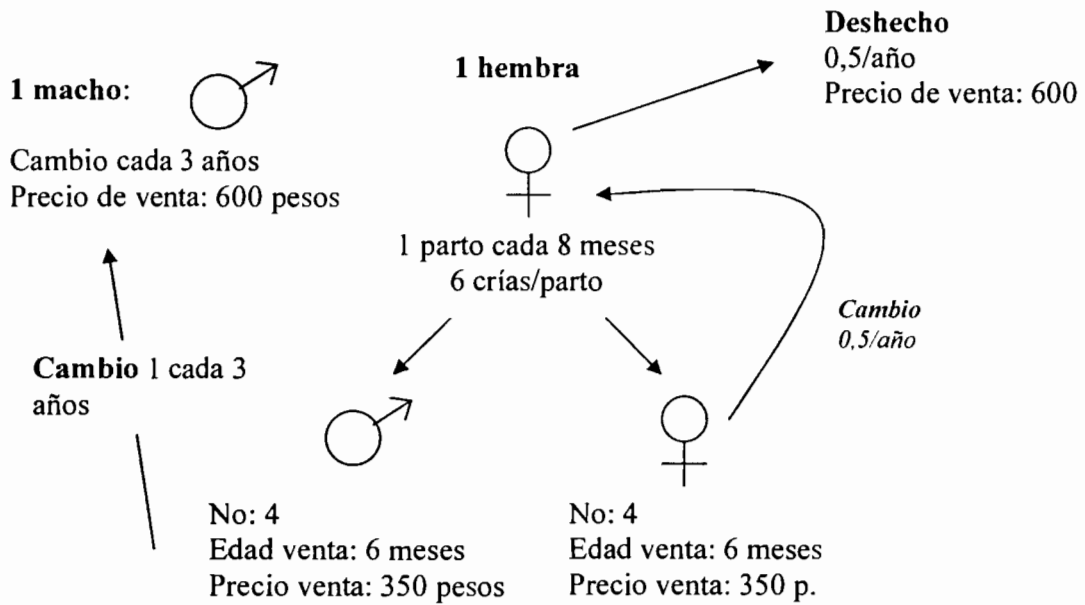 1 macho:
Cambio cada 3 años
Precio de venta: 600 pesos
1 hembra
Deshecho
0,5/año
Precio de venta: 600
1 parto cada 8 meses
6 crías/parto
Cambio
0,5/año
Cambio 1 cada 3
años
No: 4
Edad venta: 6 meses
Precio venta: 350 pesos
No: 4
Edad venta: 6 meses
Precio venta: 350 p.